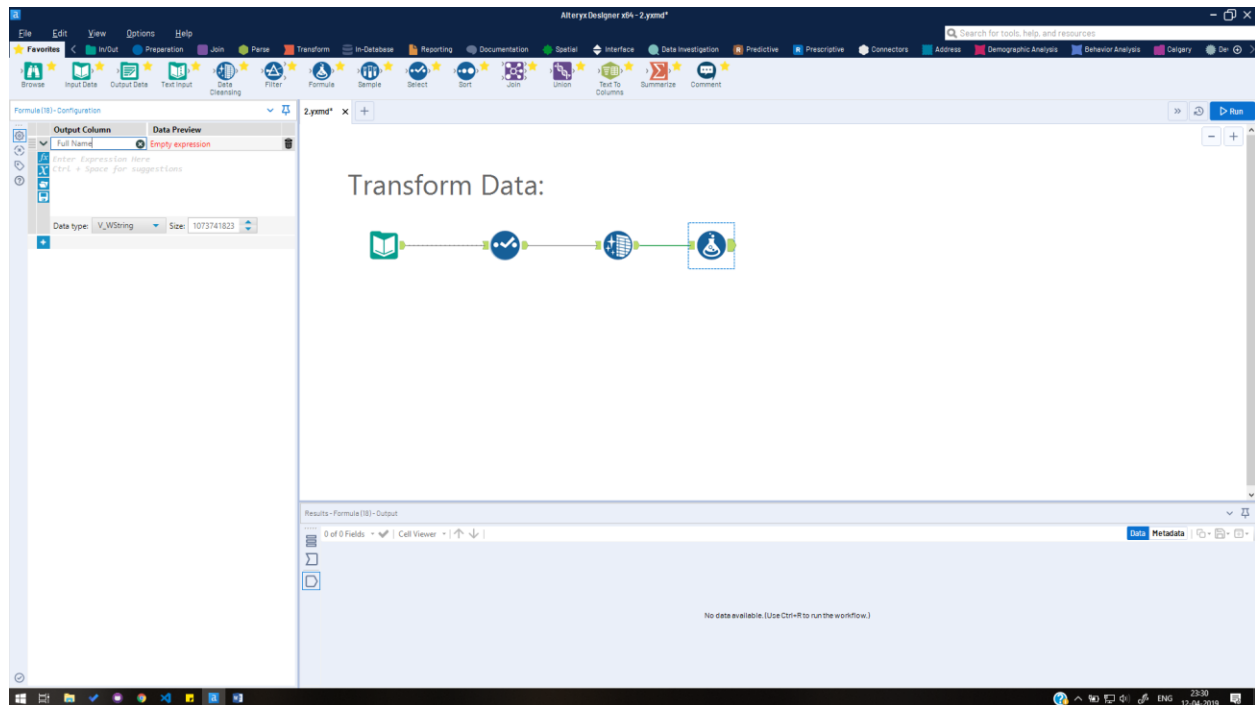 Alteryx Designer x64 - 2.yxmd*
File Edit View Options Help
Search for tools, help, and resources
Favorites In/Out Preparation Join Parse Transform In-Database Reporting Documentation Spatial Interface Data Investigation Predictive Prescriptive Connectors Address Demographic Analysis Behavior Analysis Calgary Der
Browse Input Data Output Data Text Input Data Cleansing Filter Formula Sample Select Sort Join Union Text To Columns Summarize Comment
Formula (18) - Configuration
2.yxmd*
Run
Output Column Data Preview
Full Name Empty expression
Enter Expression Here
Ctrl + Space for suggestions
Data type: V_WString Size: 1073741823
Transform Data:
Results - Formula (18) - Output
0 of 0 Fields Cell Viewer Data Metadata
No data available. (Use Ctrl+R to run the workflow.)
ENG 23:30
12-04-2019